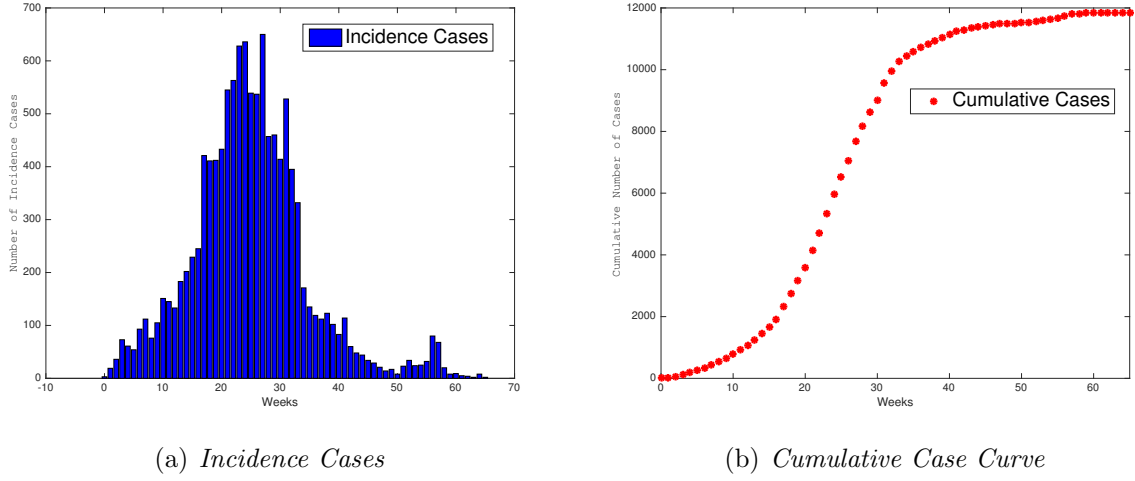 700
600
500
400
300
200
100
0
Number of Incidence Cases
-10 0 10 20 30 40 50 60 70
Weeks
Incidence Cases
(a) Incidence Cases
12000
10000
8000
6000
4000
2000
0
Cumulative Number of Cases
0 10 20 30 40 50 60
Weeks
Cumulative Cases
(b) Cumulative Case Curve